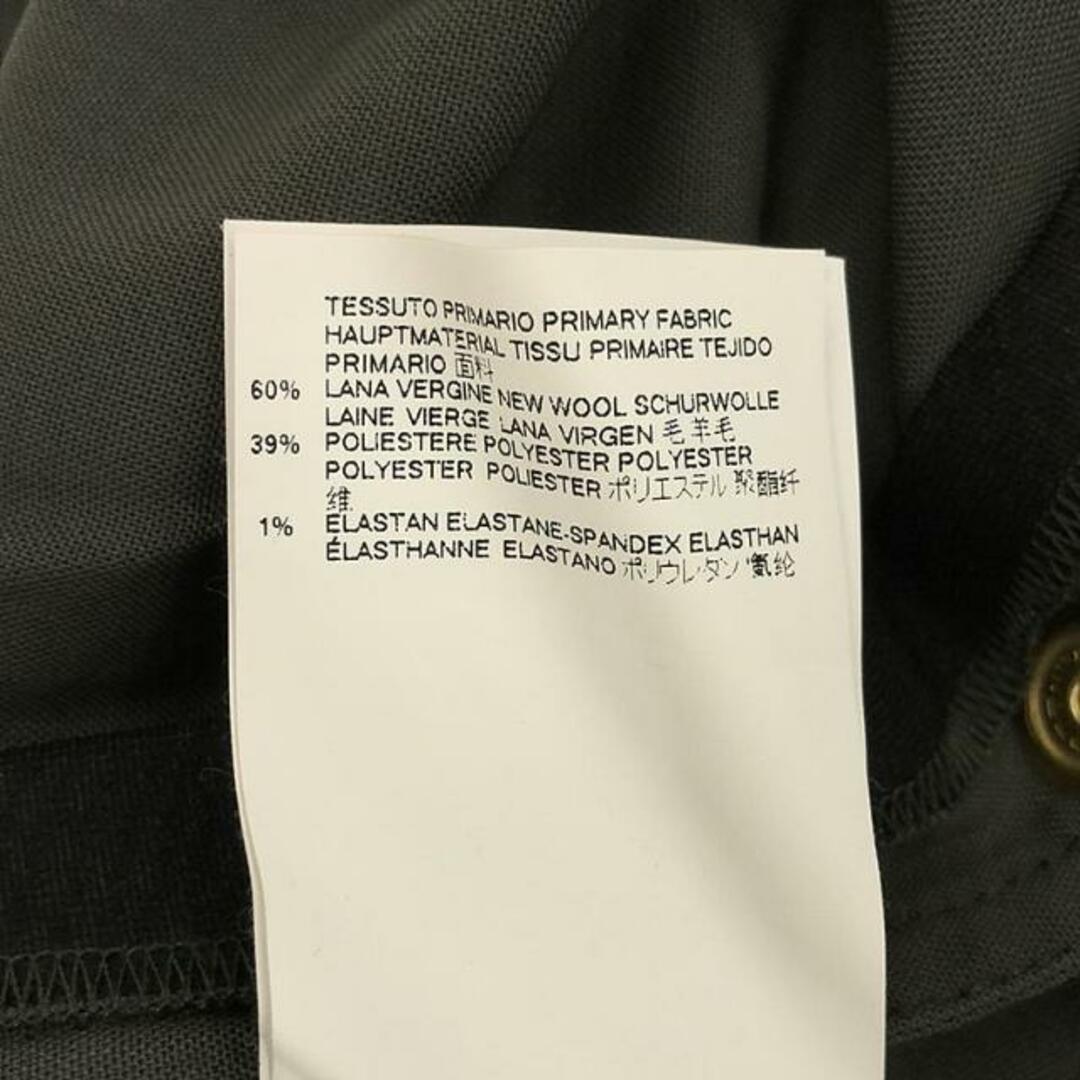 TESSUTO PRIMARIO PRIMARY FABRIC
HAUPTMATERIAL TISSU PRIMAIRE TEJIDO
PRIMARIO 面料
60% LANA VERGINE NEW WOOL SCHURWOLLE
LAINE VIERGE LANA VIRGEN 毛 羊毛
39% POLIESTERE POLYESTER POLYESTER
POLYESTER POLIESTER ポリエステル 聚酯纤
维
1% ELASTAN ELASTANE-SPANDEX ELASTHAN
ÉLASTHANNE ELASTANO ポリウレタン 氨纶